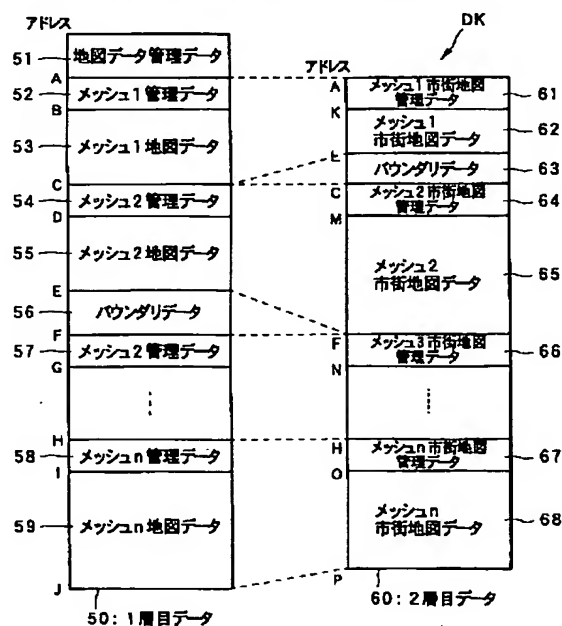 アドレス
51
地図データ管理データ
A
52
メッシュ1管理データ
B
53
メッシュ1地図データ
C
54
メッシュ2管理データ
D
55
メッシュ2地図データ
E
56
バウンダリデータ
F
57
メッシュ2管理データ
G
H
58
メッシュn管理データ
I
59
メッシュn地図データ
J
50:1層目データ
DK
アドレス
A
メッシュ1市街地図
管理データ
61
K
メッシュ1
市街地図データ
62
L
バウンダリデータ
63
C
メッシュ2市街地図
管理データ
64
M
メッシュ2
市街地図データ
65
F
メッシュ3市街地図
管理データ
66
N
H
メッシュn市街地図
管理データ
67
O
メッシュn
市街地図データ
68
P
60:2層目データ